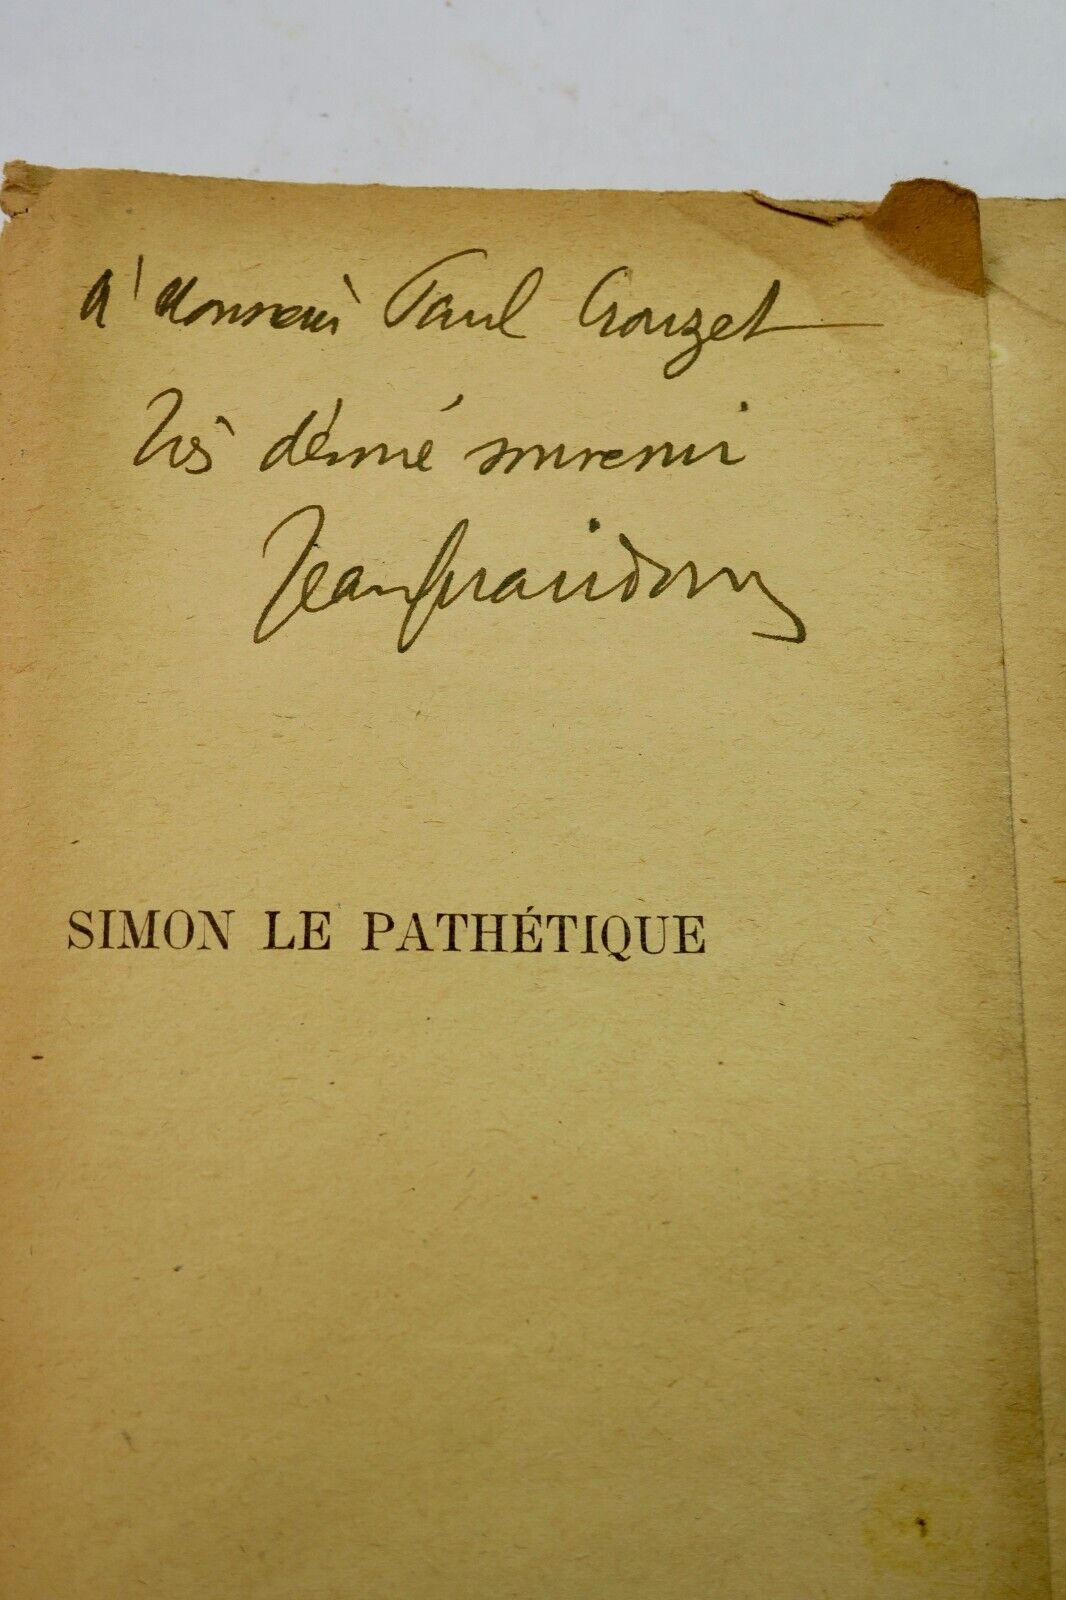 à Monsieur Paul Crouzet
très dévoué souvenir
Jean Giraudoux
SIMON LE PATHÉTIQUE